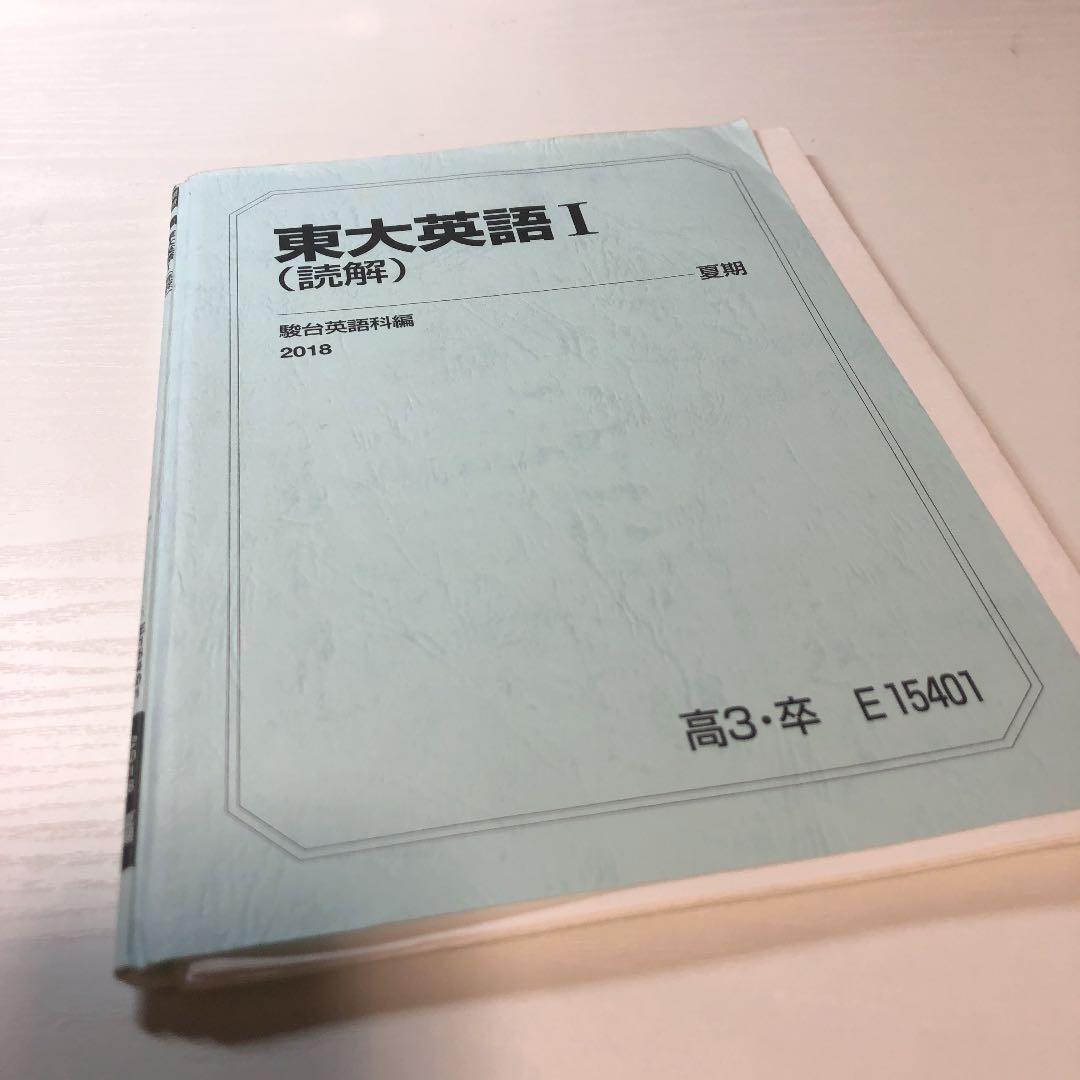 東大英語Ⅰ
(読解)
夏期
駿台英語科編
2018
高3・卒 E15401